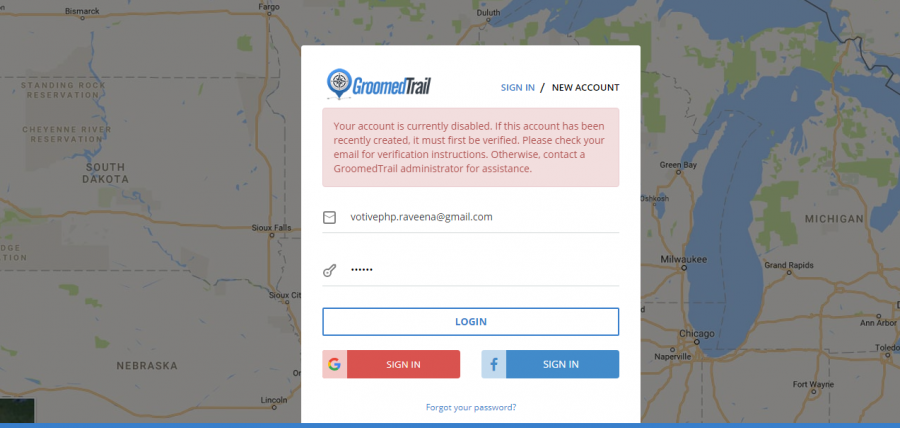 Bismarck
Fargo
Duluth
STANDING ROCK
RESERVATION
CHEYENNE RIVER
RESERVATION
SOUTH
DAKOTA
Sioux Falls
Sioux Cit
NEBRASKA
Lincoln
GroomedTrail
SIGN IN / NEW ACCOUNT
Your account is currently disabled. If this account has been
recently created, it must first be verified. Please check your
email for verification instructions. Otherwise, contact a
GroomedTrail administrator for assistance.
votivephp.raveena@gmail.com
••••••
LOGIN
G SIGN IN
f SIGN IN
Forgot your password?
Green Bay
Oshkosh
MICHIGAN
Milwaukee
Grand Rapids
Ann Arbor
Chicago
Naperville
Toledo
Fort Wayne